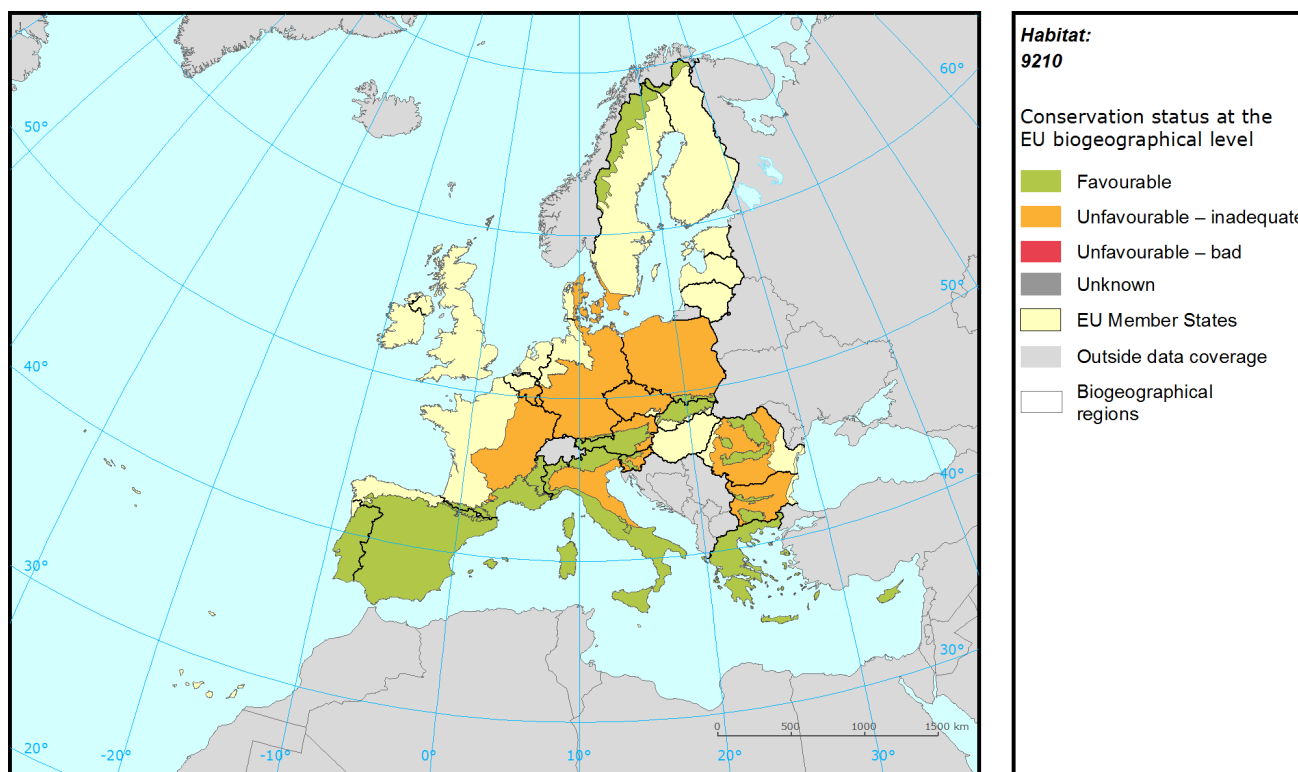 Habitat:
9210
Conservation status at the
EU biogeographical level
Favourable
Unfavourable – inadequate
Unfavourable – bad
Unknown
EU Member States
Outside data coverage
Biogeographical
regions
60°
50°
50°
40°
40°
30°
30°
20°
-20°
-10°
0°
10°
20°
30°
0 500 1000 1500 km